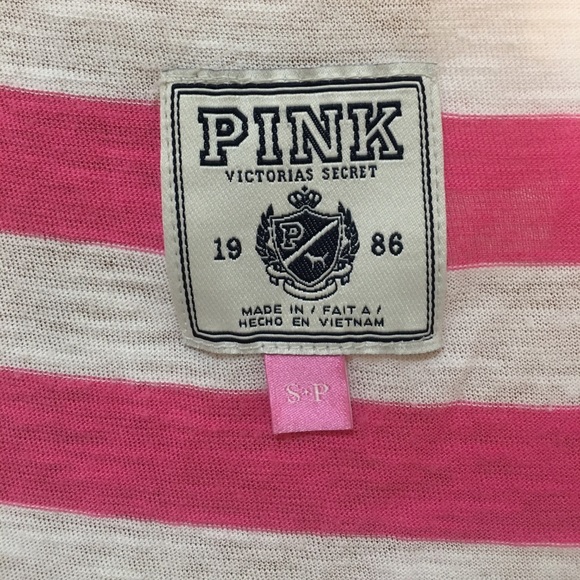 PINK
VICTORIAS SECRET
19 86
P
MADE IN / FAIT A /
HECHO EN VIETNAM
S•P